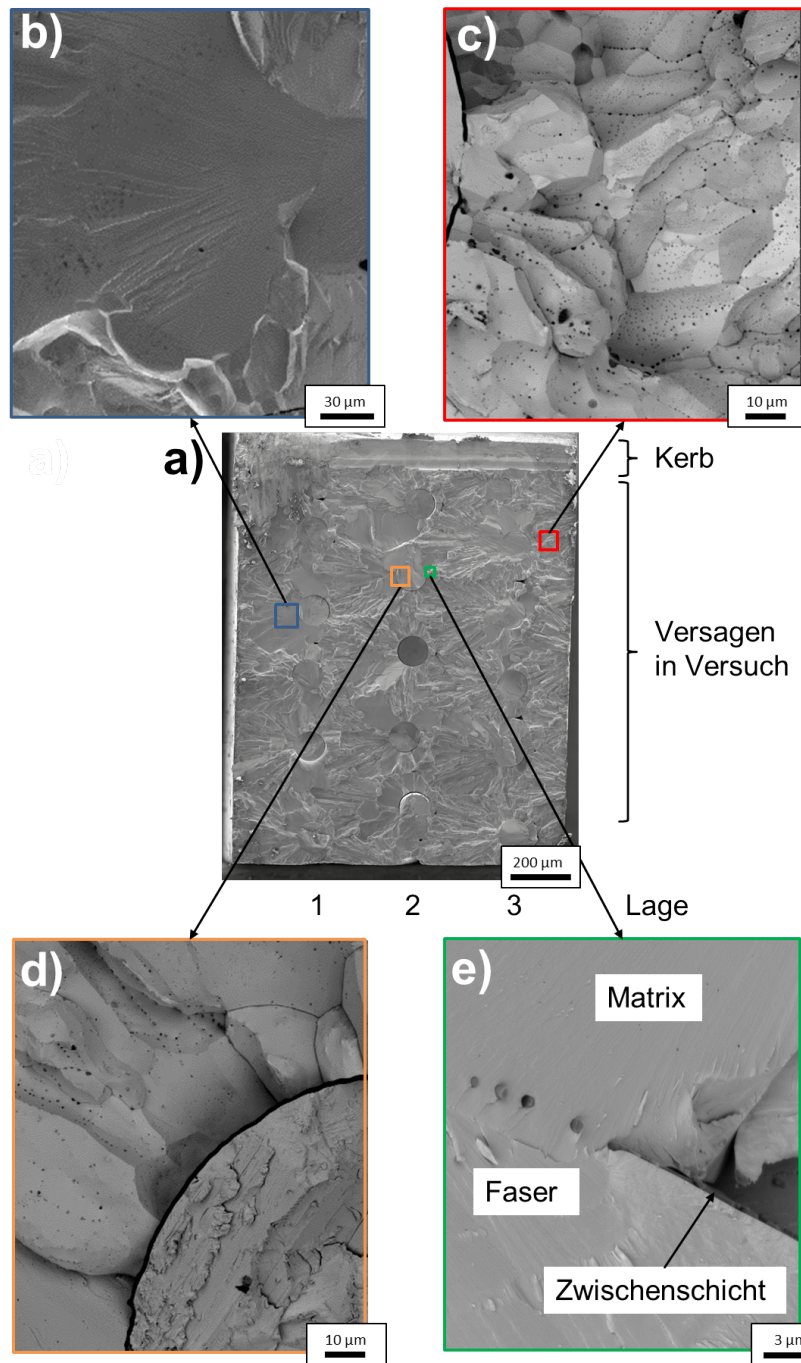 b)
c)
30 µm
10 µm
a)
a)
Kerb
Versagen
in Versuch
200 µm
1
2
3
Lage
d)
e)
Matrix
Faser
Zwischenschicht
10 µm
3 µm